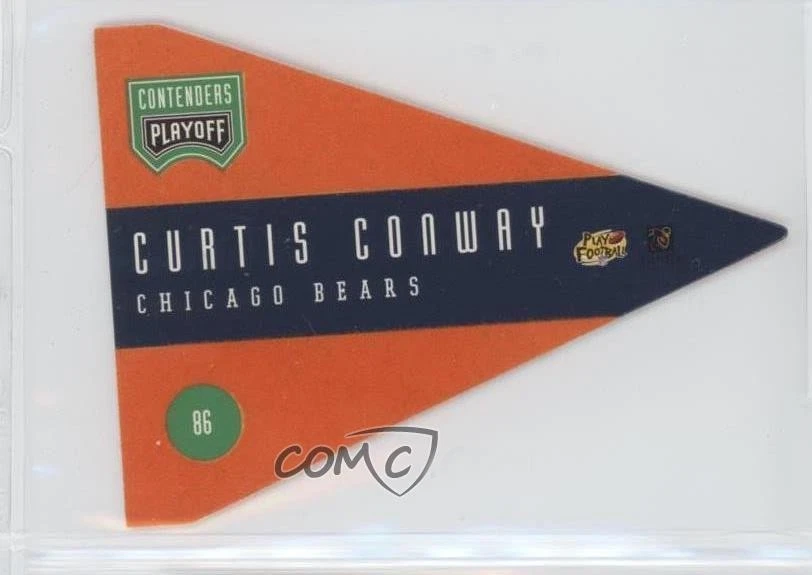 CONTENDERS
PLAYOFF
CURTIS CONWAY
CHICAGO BEARS
PLAY
FOOTBALL
86
COMC